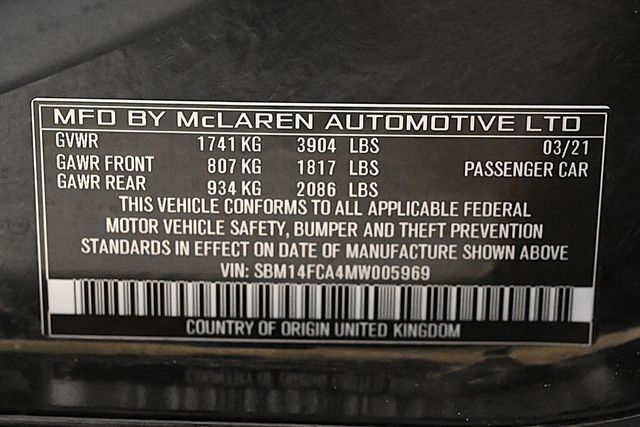 MFD BY McLAREN AUTOMOTIVE LTD
GVWR 1741 KG 3904 LBS 03/21
GAWR FRONT 807 KG 1817 LBS PASSENGER CAR
GAWR REAR 934 KG 2086 LBS
THIS VEHICLE CONFORMS TO ALL APPLICABLE FEDERAL
MOTOR VEHICLE SAFETY, BUMPER AND THEFT PREVENTION
STANDARDS IN EFFECT ON DATE OF MANUFACTURE SHOWN ABOVE
VIN: SBM14FCA4MW005969
COUNTRY OF ORIGIN UNITED KINGDOM